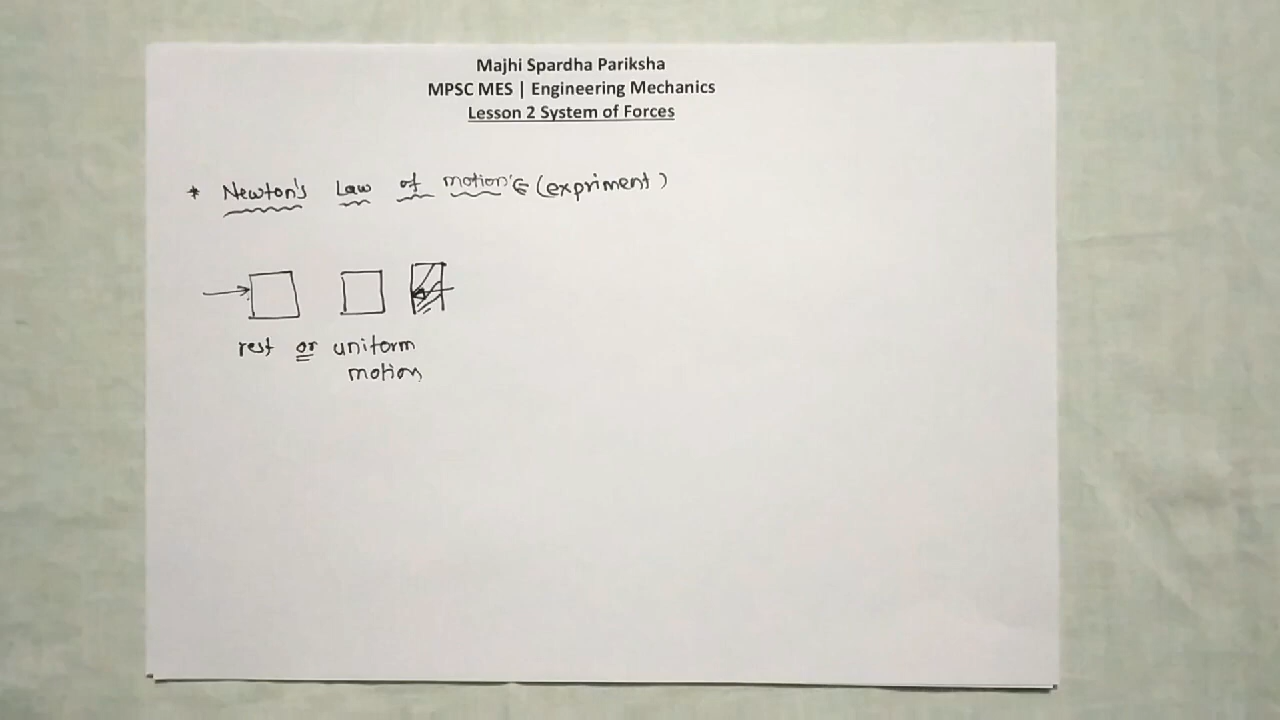 Majhi Spardha Pariksha
MPSC MES | Engineering Mechanics
Lesson 2 System of Forces
* Newton's Law of motion's (expriment)
rest or uniform
motion